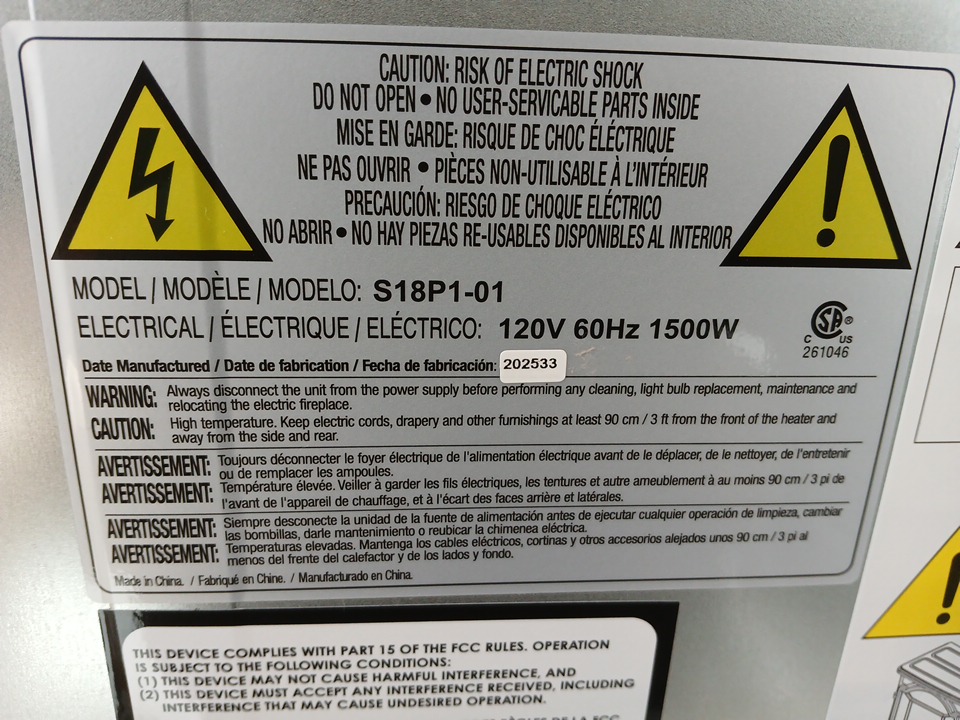 CAUTION: RISK OF ELECTRIC SHOCK
DO NOT OPEN • NO USER-SERVICABLE PARTS INSIDE
MISE EN GARDE: RISQUE DE CHOC ÉLECTRIQUE
NE PAS OUVRIR • PIÈCES NON-UTILISABLE À L'INTÉRIEUR
PRECAUCIÓN: RIESGO DE CHOQUE ELÉCTRICO
NO ABRIR • NO HAY PIEZAS RE-USABLES DISPONIBLES AL INTERIOR
MODEL / MODÈLE / MODELO: S18P1-01
ELECTRICAL / ÉLECTRIQUE / ELÉCTRICO: 120V 60Hz 1500W
CSA®
C US
261046
Date Manufactured / Date de fabrication / Fecha de fabricación: 202533
WARNING: Always disconnect the unit from the power supply before performing any cleaning, light bulb replacement, maintenance and
relocating the electric fireplace.
CAUTION: High temperature. Keep electric cords, drapery and other furnishings at least 90 cm / 3 ft from the front of the heater and
away from the side and rear.
AVERTISSEMENT: Toujours déconnecter le foyer électrique de l'alimentation électrique avant de le déplacer, de le nettoyer, de l'entretenir
ou de remplacer les ampoules.
AVERTISSEMENT: Température élevée. Veiller à garder les fils électriques, les tentures et autre ameublement à au moins 90 cm / 3 pi de
l'avant de l'appareil de chauffage, et à l'écart des faces arrière et latérales.
AVERTISSEMENT: Siempre desconecte la unidad de la fuente de alimentación antes de ejecutar cualquier operación de limpieza, cambiar
las bombillas, darle mantenimiento o reubicar la chimenea eléctrica.
AVERTISSEMENT: Temperaturas elevadas. Mantenga los cables eléctricos, cortinas y otros accesorios alejados unos 90 cm / 3 pi al
menos del frente del calefactor y de los lados y fondo.
Made in China. / Fabriqué en Chine. / Manufacturado en China.
THIS DEVICE COMPLIES WITH PART 15 OF THE FCC RULES. OPERATION
IS SUBJECT TO THE FOLLOWING CONDITIONS:
(1) THIS DEVICE MAY NOT CAUSE HARMFUL INTERFERENCE, AND
(2) THIS DEVICE MUST ACCEPT ANY INTERFERENCE RECEIVED, INCLUDING
INTERFERENCE THAT MAY CAUSE UNDESIRED OPERATION.
DE LA FCC